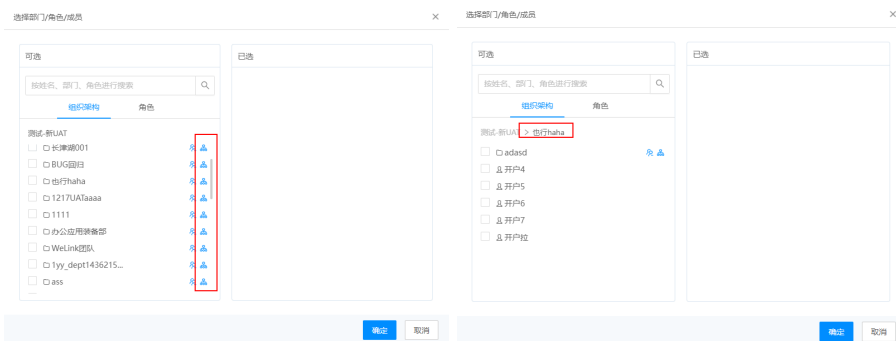 选择部门/角色/成员
可选
按姓名、部门、角色进行搜索
组织架构 角色
测试-新UAT
长津湖001
BUG回归
也行haha
1217UATaaaa
1111
办公应用装备部
WeLink团队
1yy_dept1436215...
ass
已选
确定 取消
选择部门/角色/成员
可选
按姓名、部门、角色进行搜索
组织架构 角色
测试-新UAT > 也行haha
adasd
开户4
开户5
开户6
开户7
开户拉
已选
确定 取消